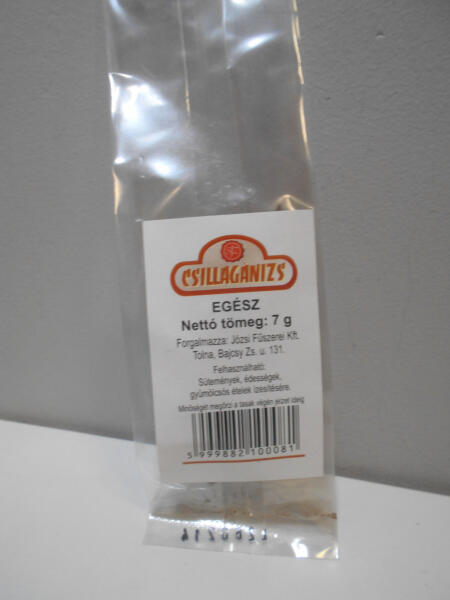 CSILLAGÁNIZS
EGÉSZ
Nettó tömeg: 7 g
Forgalmazza: Józsi Fűszerei Kft.
Tolna, Bajcsy Zs. u. 131.
Felhasználható:
Sütemények, édességek,
gyümölcsös ételek ízesítésére.
Minőségét megőrzi a tasak végén jelzet ideig
5 999882 100081